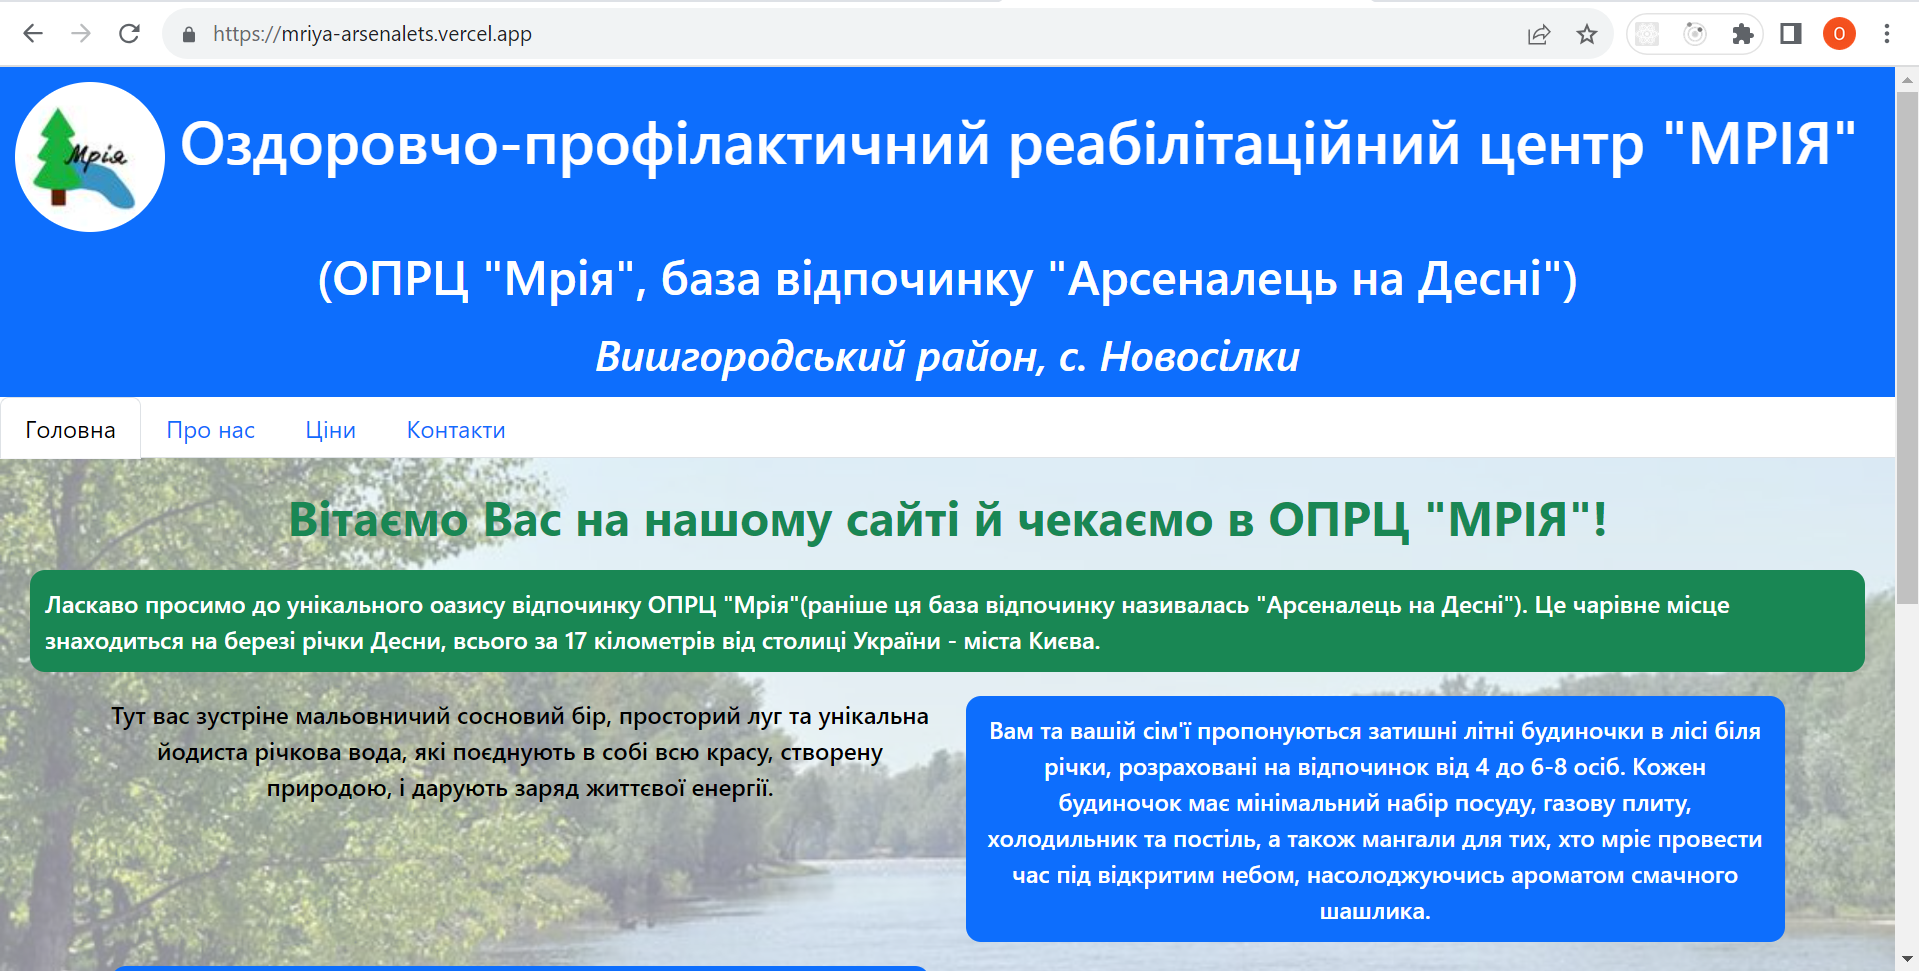 https://mriya-arsenalets.vercel.app
О
Мрія
Оздоровчо-профілактичний реабілітаційний центр "МРІЯ"
(ОПРЦ "Мрія", база відпочинку "Арсеналець на Десні")
Вишгородський район, с. Новосілки
Головна Про нас Ціни Контакти
Вітаємо Вас на нашому сайті й чекаємо в ОПРЦ "МРІЯ"!
Ласкаво просимо до унікального оазису відпочинку ОПРЦ "Мрія"(раніше ця база відпочинку називалась "Арсеналець на Десні"). Це чарівне місце
знаходиться на березі річки Десни, всього за 17 кілометрів від столиці України - міста Києва.
Тут вас зустріне мальовничий сосновий бір, просторий луг та унікальна
йодиста річкова вода, які поєднують в собі всю красу, створену
природою, і дарують заряд життєвої енергії.
Вам та вашій сім'ї пропонуються затишні літні будиночки в лісі біля
річки, розраховані на відпочинок від 4 до 6-8 осіб. Кожен
будиночок має мінімальний набір посуду, газову плиту,
холодильник та постіль, а також мангали для тих, хто мріє провести
час під відкритим небом, насолоджуючись ароматом смачного
шашлика.